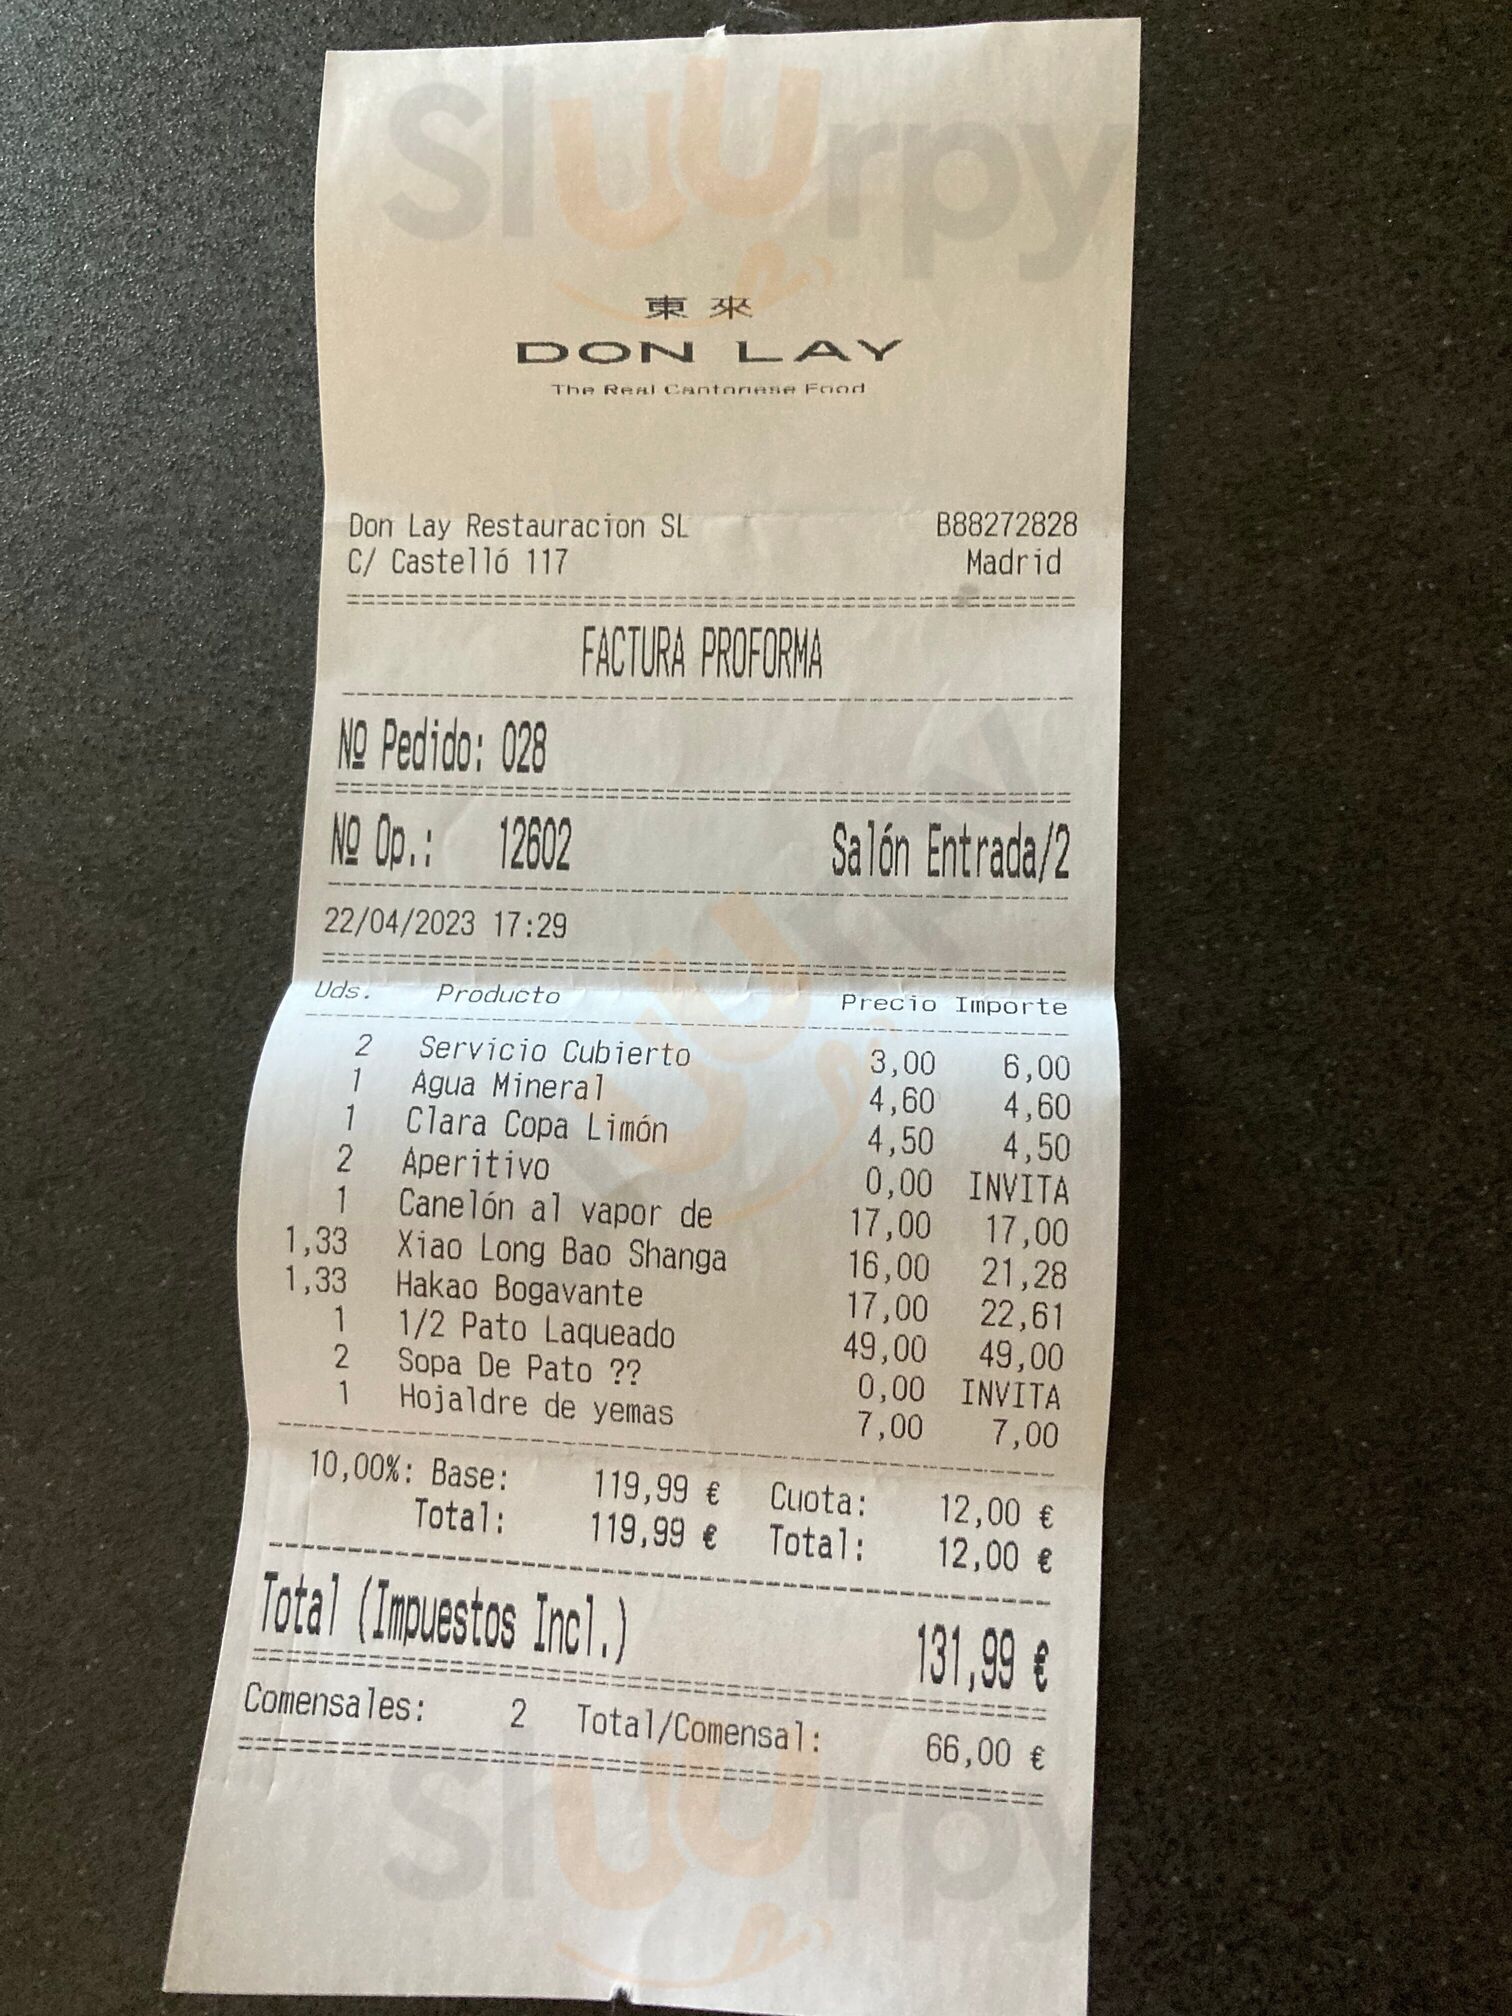 Sluurpy
東來
DON LAY
The Real Cantonese Food
Don Lay Restauracion SL B88272828
C/ Castelló 117 Madrid
FACTURA PROFORMA
Nº Pedido: 028
Nº Op.: 12602 Salón Entrada/2
22/04/2023 17:29
Uds. Producto Precio Importe
2 Servicio Cubierto 3,00 6,00
1 Agua Mineral 4,60 4,60
1 Clara Copa Limón 4,50 4,50
2 Aperitivo 0,00 INVITA
1 Canelón al vapor de 17,00 17,00
1,33 Xiao Long Bao Shanga 16,00 21,28
1,33 Hakao Bogavante 17,00 22,61
1 1/2 Pato Laqueado 49,00 49,00
2 Sopa De Pato ?? 0,00 INVITA
1 Hojaldre de yemas 7,00 7,00
10,00%: Base: 119,99 € Cuota: 12,00 €
Total: 119,99 € Total: 12,00 €
Total (Impuestos Incl.) 131,99 €
Comensales: 2 Total/Comensal: 66,00 €
Sluurpy